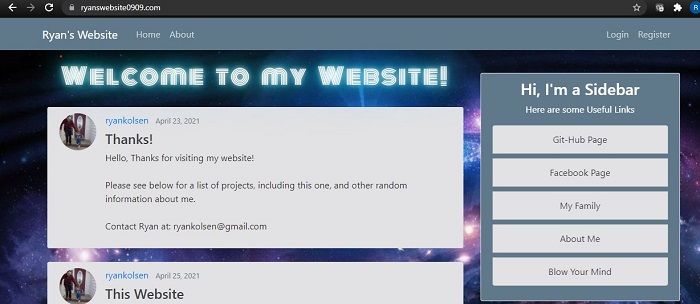 ryanswebsite0909.com
R
Ryan's Website
Home
About
Login
Register
Welcome to my Website!
ryankolsen April 23, 2021
Thanks!
Hello, Thanks for visiting my website!
Please see below for a list of projects, including this one, and other random
information about me.
Contact Ryan at: ryankolsen@gmail.com
ryankolsen April 25, 2021
This Website
Hi, I'm a Sidebar
Here are some Useful Links
Git-Hub Page
Facebook Page
My Family
About Me
Blow Your Mind